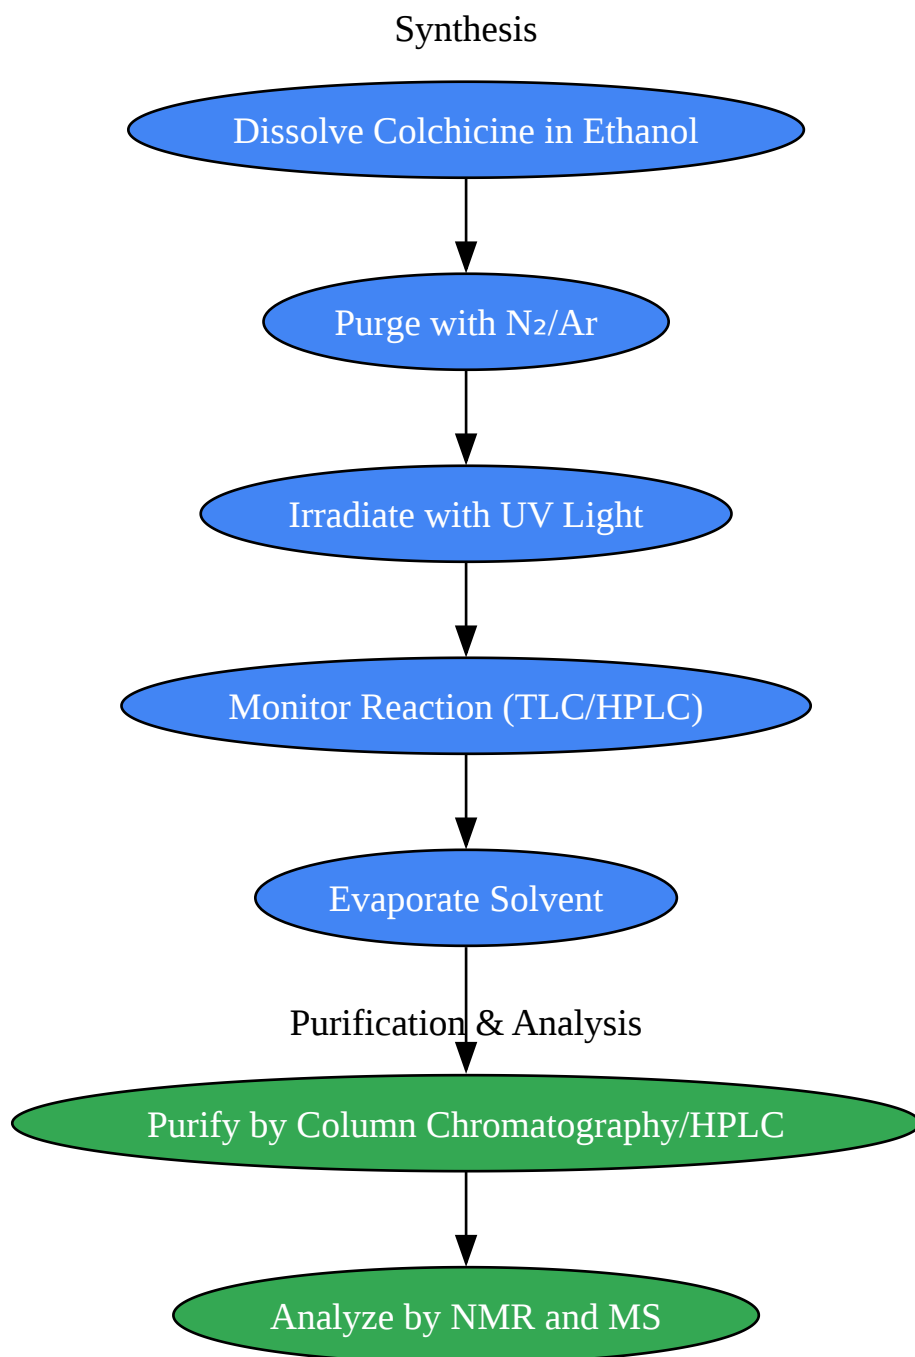 Synthesis
Dissolve Colchicine in Ethanol
Purge with N₂/Ar
Irradiate with UV Light
Monitor Reaction (TLC/HPLC)
Evaporate Solvent
Purification & Analysis
Purify by Column Chromatography/HPLC
Analyze by NMR and MS